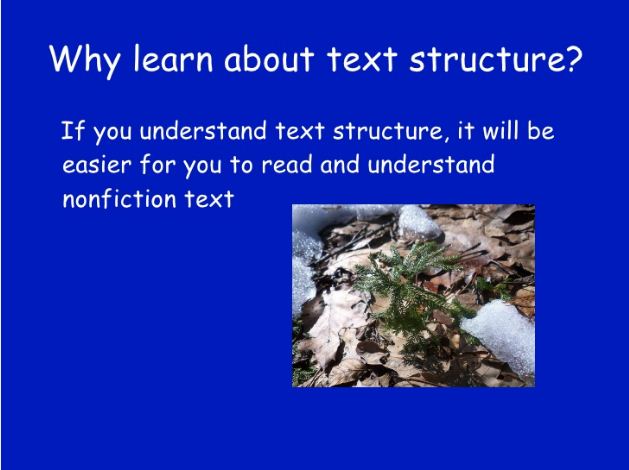 Why learn about text structure?
If you understand text structure, it will be
easier for you to read and understand
nonfiction text